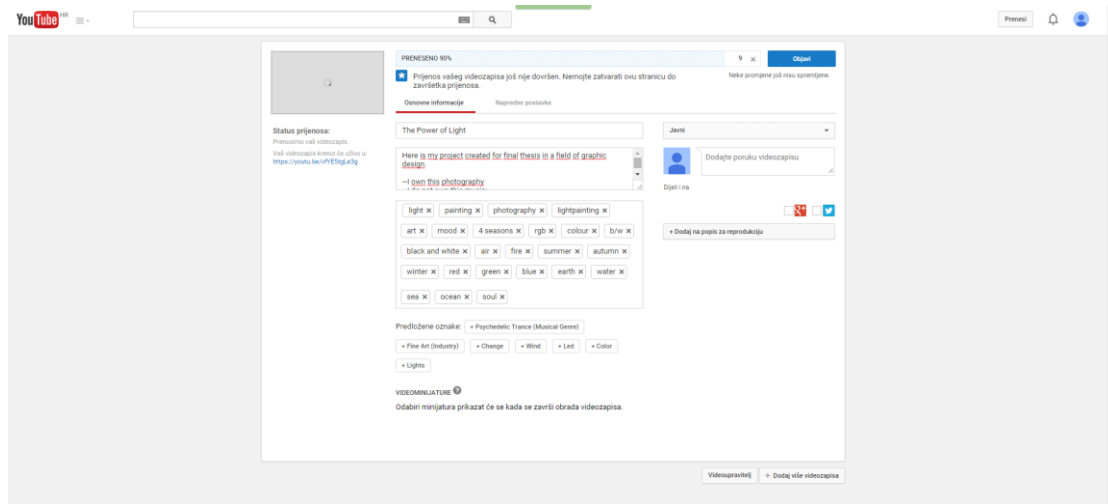 YouTube HR
Prenesi
PRENESENO 90%
9 ×
Objavi
Prijenos vašeg videozapisa još nije dovršen. Nemojte zatvarati ovu stranicu do
završetka prijenosa.
Neke promjene još nisu spremljene.
Osnovne informacije Napredne postavke
Status prijenosa:
Prenosimo vaš videozapis.
Vaš videozapis krenut će uživo u:
https://youtu.be/vfYE5tgLe3g
The Power of Light
Here is my project created for final thesis in a field of graphic
design.
~I own this photography
Javni
Dodajte poruku videozapisu
Dijeli i na
+ Dodaj na popis za reprodukciju
light × painting × photography × lightpainting ×
art × mood × 4 seasons × rgb × colour × b/w ×
black and white × air × fire × summer × autumn ×
winter × red × green × blue × earth × water ×
sea × ocean × soul ×
Predložene oznake: + Psychedelic Trance (Musical Genre)
+ Fine Art (Industry) + Change + Wind + Led + Color
+ Lights
VIDEOMINIJATURE ?
Odabiri minijatura prikazat će se kada se završi obrada videozapisa.
Videoupravitelj + Dodaj više videozapisa